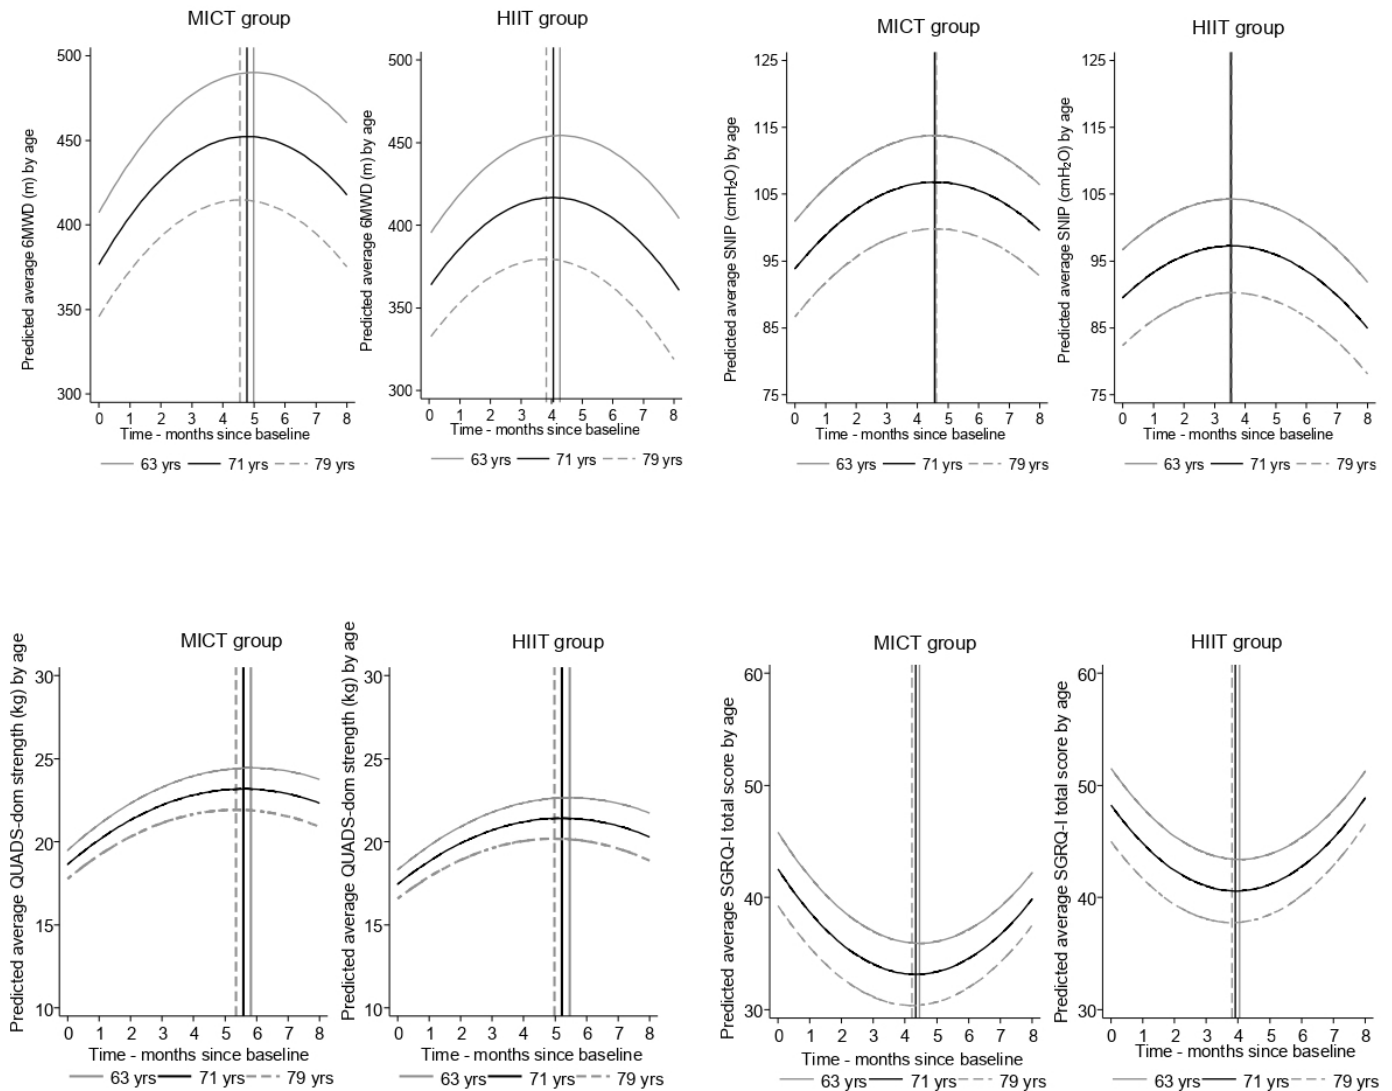 MICT group
HIIT group
Predicted average 6MWD (m) by age
500
450
400
350
300
0 1 2 3 4 5 6 7 8
Time - months since baseline
63 yrs 71 yrs 79 yrs
Predicted average 6MWD (m) by age
500
450
400
350
300
0 1 2 3 4 5 6 7 8
Time - months since baseline
63 yrs 71 yrs 79 yrs
MICT group
HIIT group
Predicted average SNIP (cmH₂O) by age
125
115
105
95
85
75
0 1 2 3 4 5 6 7 8
Time - months since baseline
63 yrs 71 yrs 79 yrs
Predicted average SNIP (cmH₂O) by age
125
115
105
95
85
75
0 1 2 3 4 5 6 7 8
Time - months since baseline
63 yrs 71 yrs 79 yrs
MICT group
HIIT group
Predicted average QUADS-dom strength (kg) by age
30
25
20
15
10
0 1 2 3 4 5 6 7 8
Time - months since baseline
63 yrs 71 yrs 79 yrs
Predicted average QUADS-dom strength (kg) by age
30
25
20
15
10
0 1 2 3 4 5 6 7 8
Time - months since baseline
63 yrs 71 yrs 79 yrs
MICT group
HIIT group
Predicted average SGRQ-I total score by age
60
50
40
30
0 1 2 3 4 5 6 7 8
Time - months since baseline
63 yrs 71 yrs 79 yrs
Predicted average SGRQ-I total score by age
60
50
40
30
0 1 2 3 4 5 6 7 8
Time - months since baseline
63 yrs 71 yrs 79 yrs